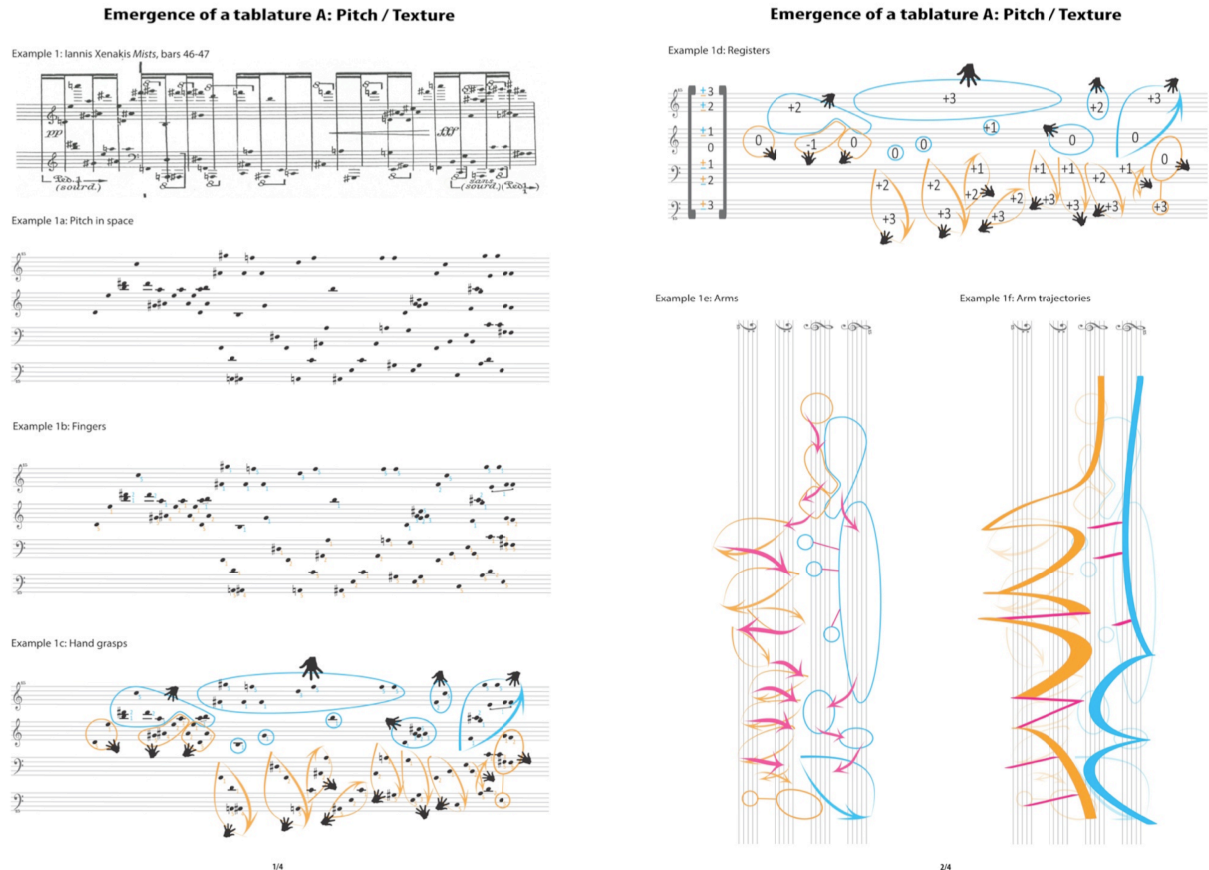 Emergence of a tablature A: Pitch / Texture
Example 1: Iannis Xenakis Mists, bars 46-47
pp
fff
Ped.
(sourd.)
sans
(sourd.)
Example 1a: Pitch in space
Example 1b: Fingers
Example 1c: Hand grasps
1/4
Emergence of a tablature A: Pitch / Texture
Example 1d: Registers
±3
±2
±1
0
±1
±2
±3
+2 +3 +2 +3
+1
0 -1 0 0 0 0 0 0
+2 +2 +1 +1 +1 +2 +1
+3 +3 +2 +2 +3 +3 +3 +3
Example 1e: Arms
Example 1f: Arm trajectories
2/4